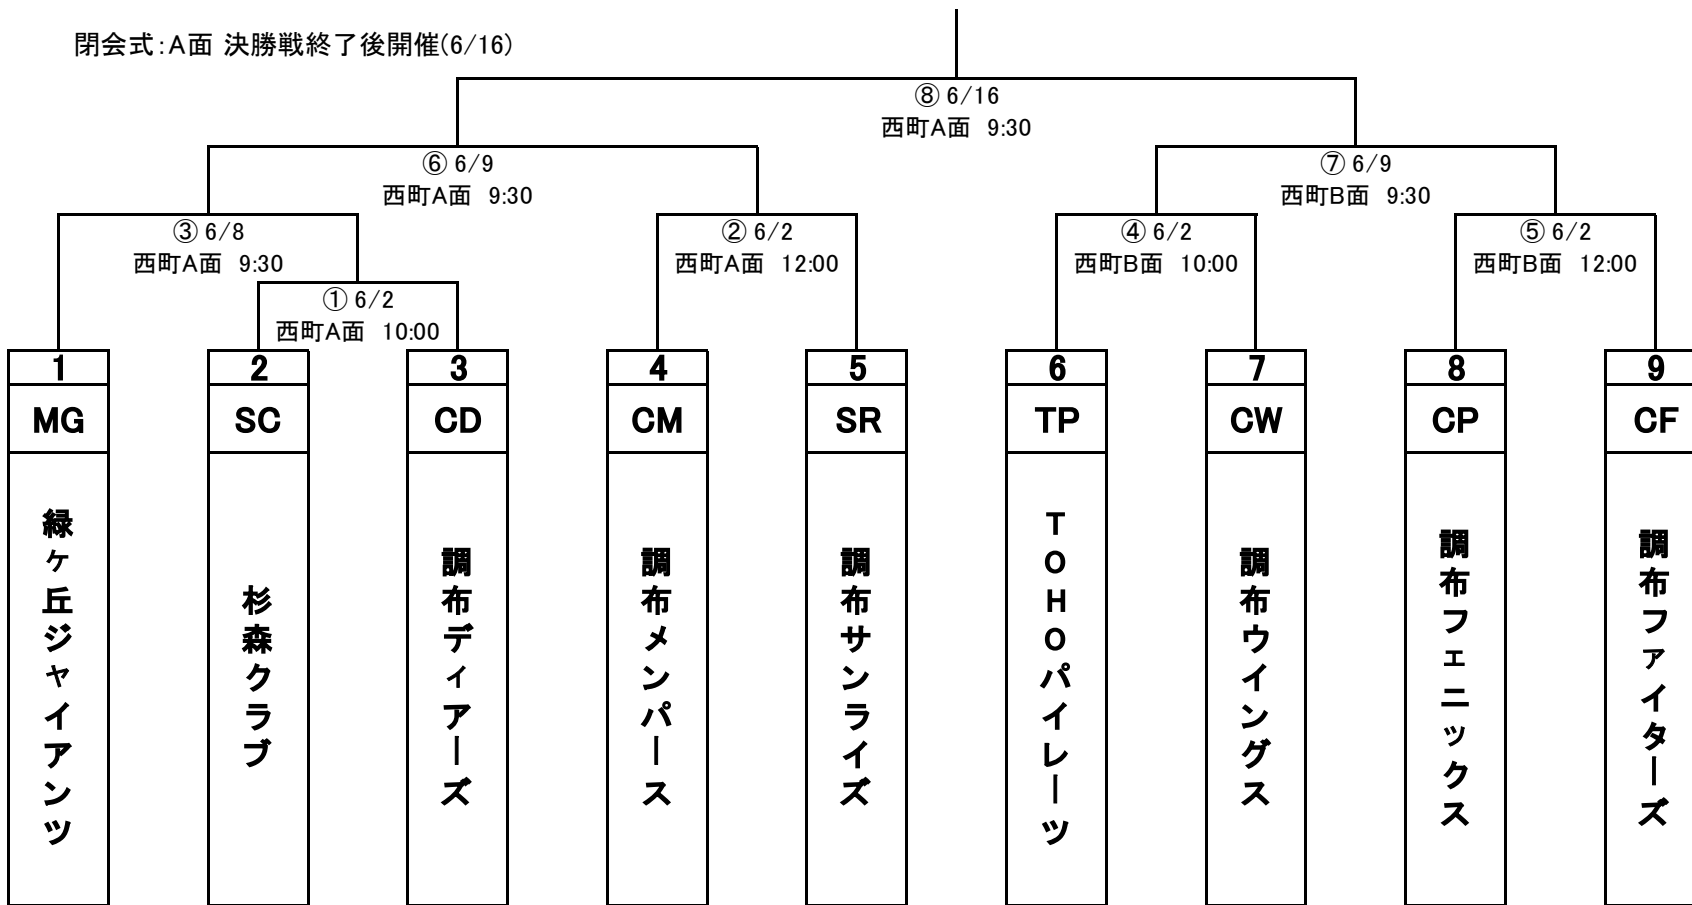 閉会式:A面 決勝戦終了後開催(6/16)
⑧ 6/16
西町A面 9:30
⑥ 6/9
西町A面 9:30
⑦ 6/9
西町B面 9:30
③ 6/8
西町A面 9:30
② 6/2
西町A面 12:00
④ 6/2
西町B面 10:00
⑤ 6/2
西町B面 12:00
① 6/2
西町A面 10:00
1
MG
緑ヶ丘ジャイアンツ
2
SC
杉森クラブ
3
CD
調布ディアーズ
4
CM
調布メンパース
5
SR
調布サンライズ
6
TP
TOHOパイレーツ
7
CW
調布ウイングス
8
CP
調布フェニックス
9
CF
調布ファイターズ